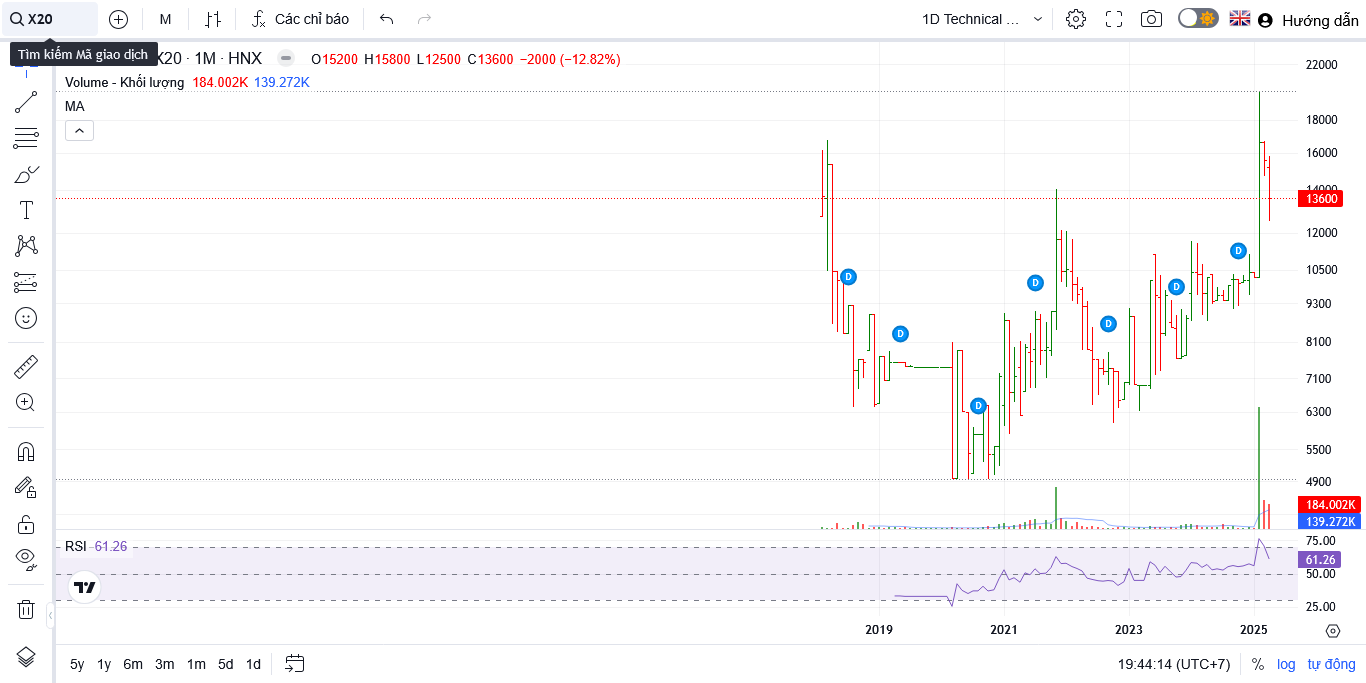 X20
M
Các chỉ báo
1D Technical ...
Hướng dẫn
Tìm kiếm Mã giao dịch
X20 · 1M · HNX
O15200 H15800 L12500 C13600 −2000 (−12.82%)
Volume - Khối lượng 184.002K 139.272K
MA
22000
18000
16000
14000
13600
12000
10500
9300
8100
7100
6300
5500
4900
184.002K
139.272K
D
D
D
D
D
D
D
RSI 61.26
75.00
61.26
50.00
25.00
2019 2021 2023 2025
5y 1y 6m 3m 1m 5d 1d
19:44:14 (UTC+7)
% log tự động